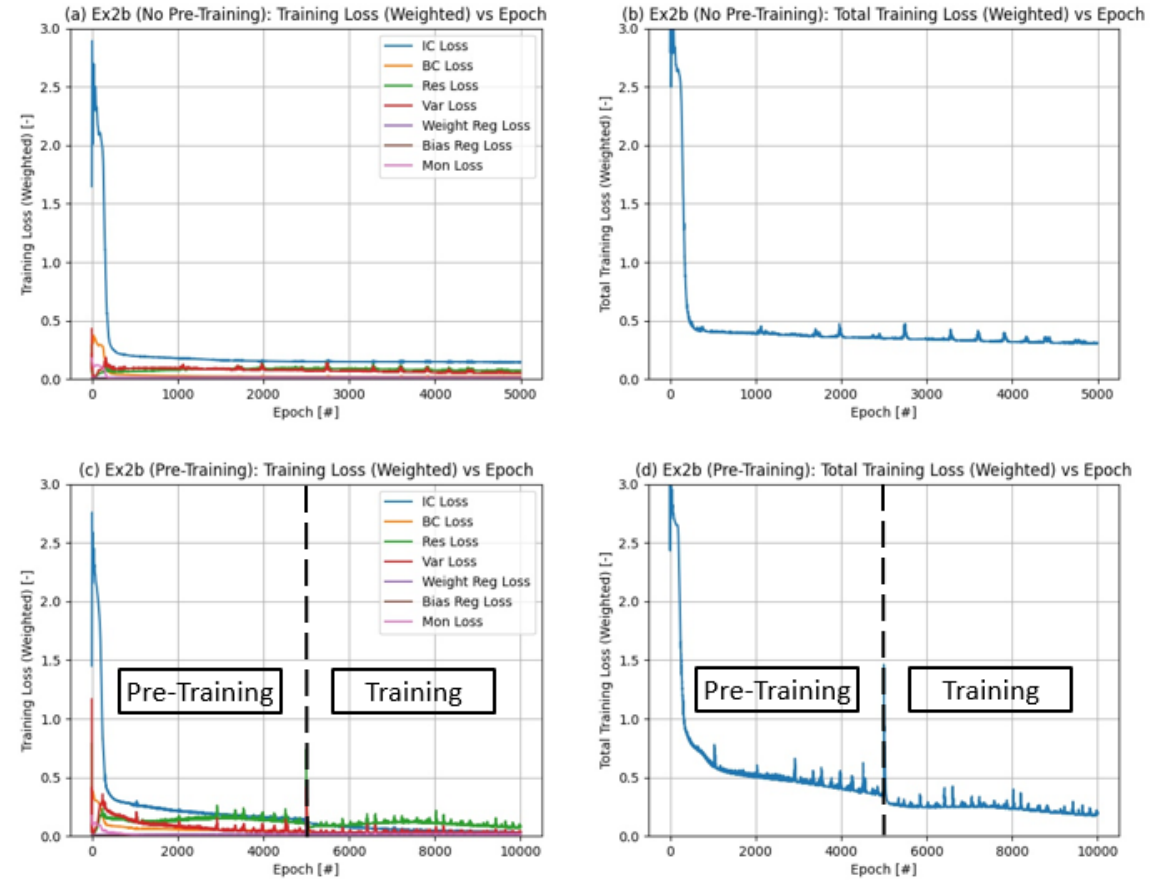 (a) Ex2b (No Pre-Training): Training Loss (Weighted) vs Epoch
3.0
2.5
2.0
1.5
1.0
0.5
0.0
Training Loss (Weighted) [-]
IC Loss
BC Loss
Res Loss
Var Loss
Weight Reg Loss
Bias Reg Loss
Mon Loss
0 1000 2000 3000 4000 5000
Epoch [#]
(b) Ex2b (No Pre-Training): Total Training Loss (Weighted) vs Epoch
3.0
2.5
2.0
1.5
1.0
0.5
0.0
Total Training Loss (Weighted) [-]
0 1000 2000 3000 4000 5000
Epoch [#]
(c) Ex2b (Pre-Training): Training Loss (Weighted) vs Epoch
3.0
2.5
2.0
1.5
1.0
0.5
0.0
Training Loss (Weighted) [-]
IC Loss
BC Loss
Res Loss
Var Loss
Weight Reg Loss
Bias Reg Loss
Mon Loss
Pre-Training Training
0 2000 4000 6000 8000 10000
Epoch [#]
(d) Ex2b (Pre-Training): Total Training Loss (Weighted) vs Epoch
3.0
2.5
2.0
1.5
1.0
0.5
0.0
Total Training Loss (Weighted) [-]
Pre-Training Training
0 2000 4000 6000 8000 10000
Epoch [#]